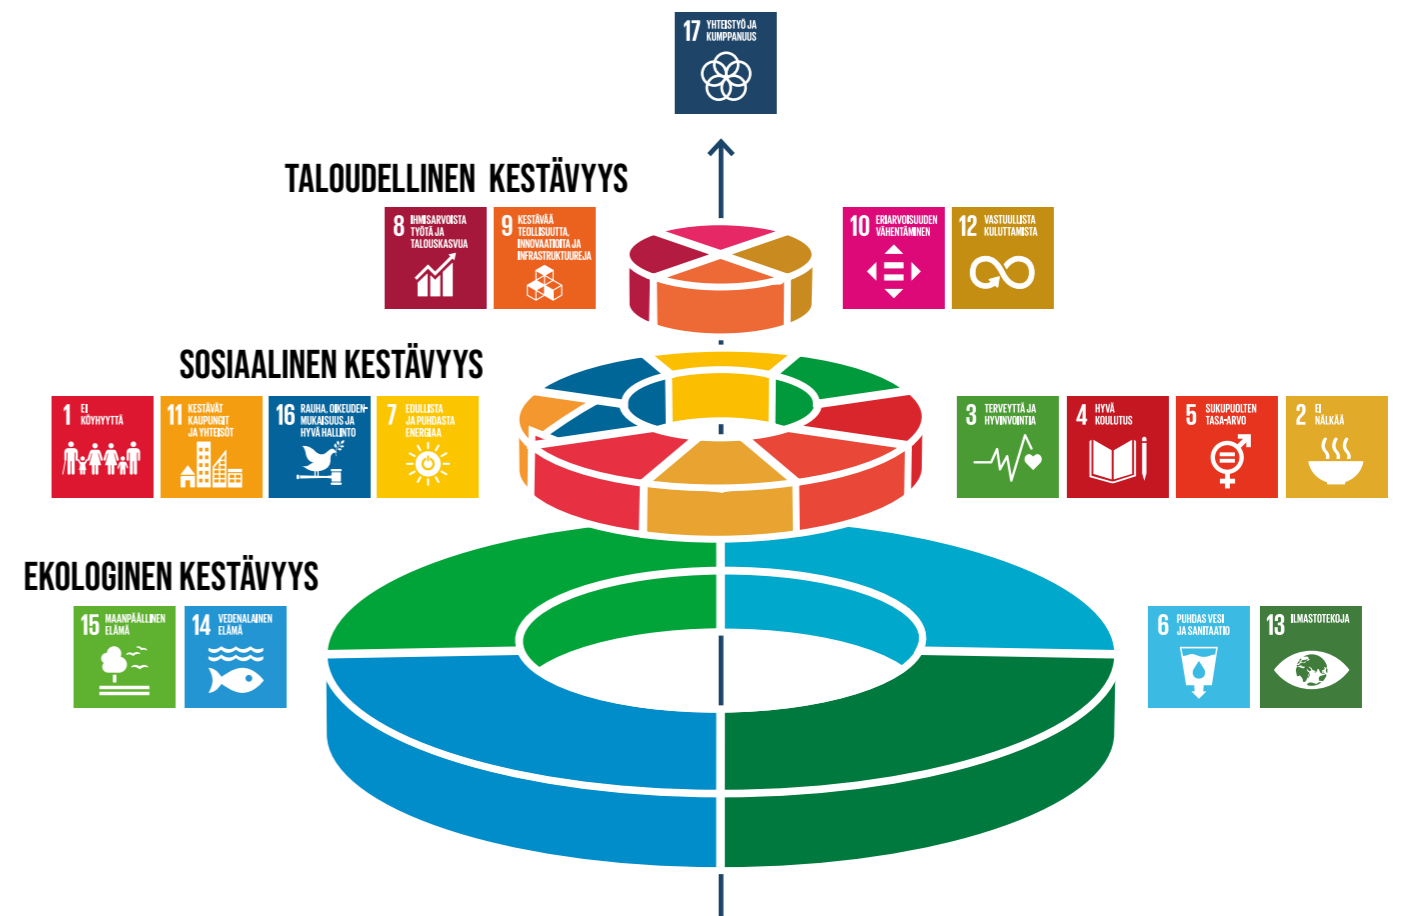 17 YHTEISTYÖ JA
KUMPPANUUS
TALOUDELLINEN KESTÄVYYS
8 IHMISARVOISTA
TYÖTÄ JA
TALOUSKASVUA
9 KESTÄVÄÄ
TEOLLISUUTTA,
INNOVAATIOITA JA
INFRASTRUKTUUREJA
10 ERIARVOISUUDEN
VÄHENTÄMINEN
12 VASTUULLISTA
KULUTTAMISTA
SOSIAALINEN KESTÄVYYS
1 EI
KÖYHYYTTÄ
11 KESTÄVÄT
KAUPUNGIT
JA YHTEISÖT
16 RAUHA, OIKEUDEN-
MUKAISUUS JA
HYVÄ HALLINTO
7 EDULLISTA
JA PUHDASTA
ENERGIAA
3 TERVEYTTÄ JA
HYVINVOINTIA
4 HYVÄ
KOULUTUS
5 SUKUPUOLTEN
TASA-ARVO
2 EI
NÄLKÄÄ
EKOLOGINEN KESTÄVYYS
15 MAANPÄÄLLINEN
ELÄMÄ
14 VEDENALAINEN
ELÄMÄ
6 PUHDAS VESI
JA SANITAATIO
13 ILMASTOTEKOJA